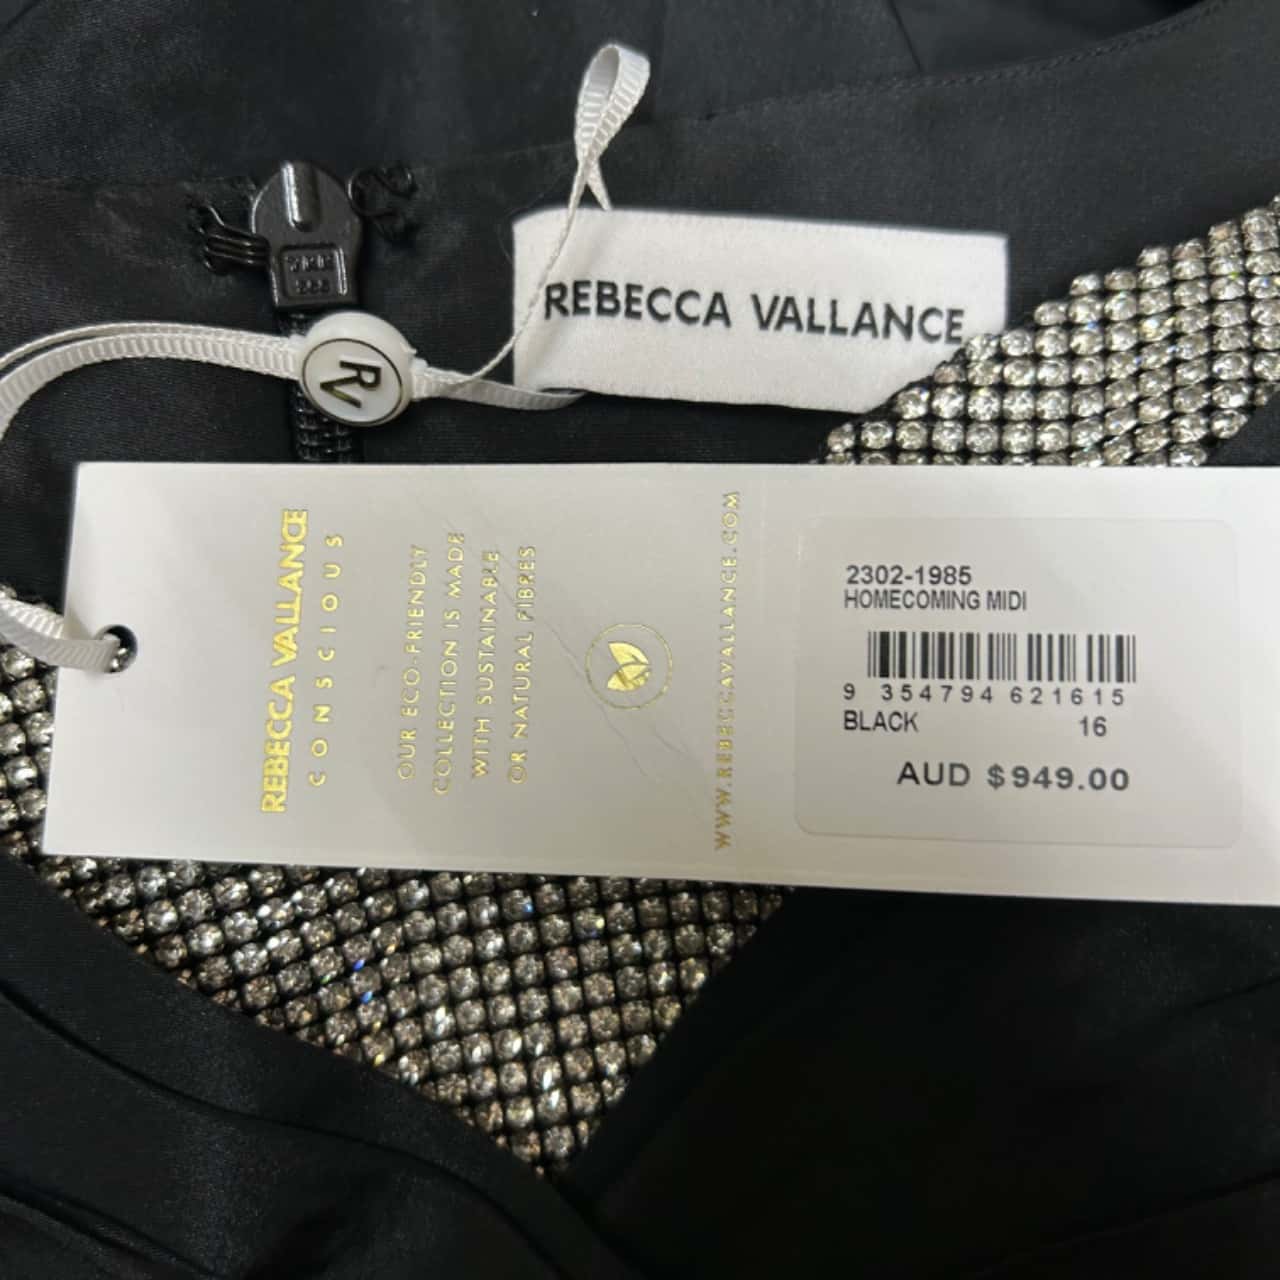 REBECCA VALLANCE
RV
REBECCA VALLANCE
CONSCIOUS
OUR ECO-FRIENDLY
COLLECTION IS MADE
WITH SUSTAINABLE
OR NATURAL FIBRES
WWW.REBECCAVALLANCE.COM
2302-1985
HOMECOMING MIDI
9 354794 621615
BLACK 16
AUD $949.00